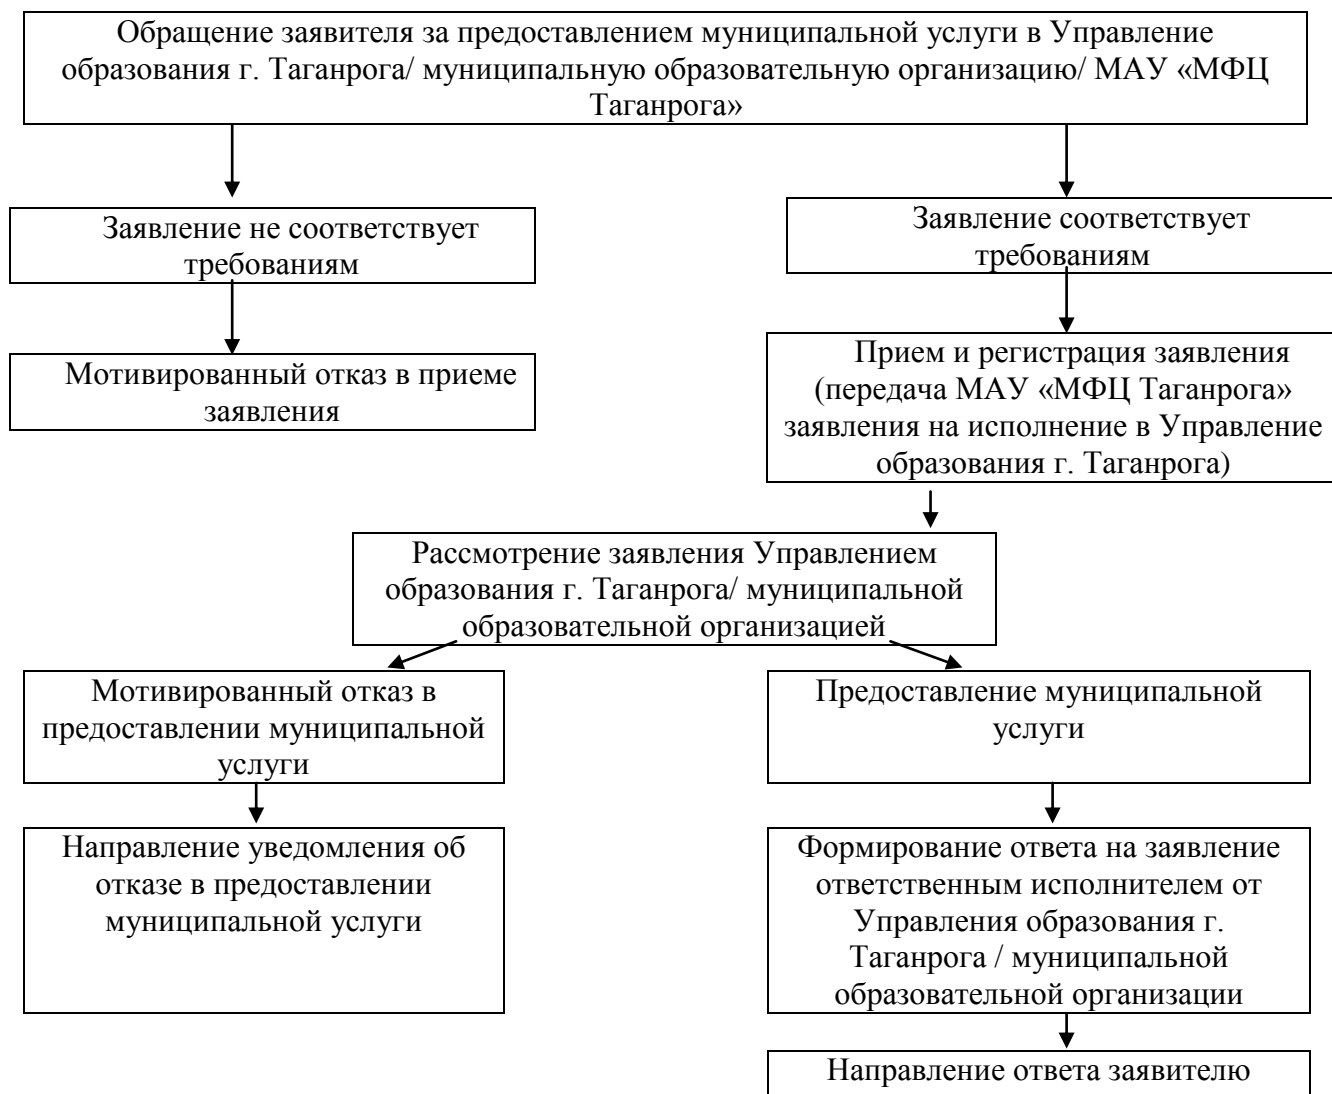 Обращение заявителя за предоставлением муниципальной услуги в Управление
образования г. Таганрога/ муниципальную образовательную организацию/ МАУ «МФЦ
Таганрога»
Заявление не соответствует
требованиям
Заявление соответствует
требованиям
Мотивированный отказ в приеме
заявления
Прием и регистрация заявления
(передача МАУ «МФЦ Таганрога»
заявления на исполнение в Управление
образования г. Таганрога)
Рассмотрение заявления Управлением
образования г. Таганрога/ муниципальной
образовательной организацией
Мотивированный отказ в
предоставлении муниципальной
услуги
Предоставление муниципальной
услуги
Направление уведомления об
отказе в предоставлении
муниципальной услуги
Формирование ответа на заявление
ответственным исполнителем от
Управления образования г.
Таганрога / муниципальной
образовательной организации
Направление ответа заявителю